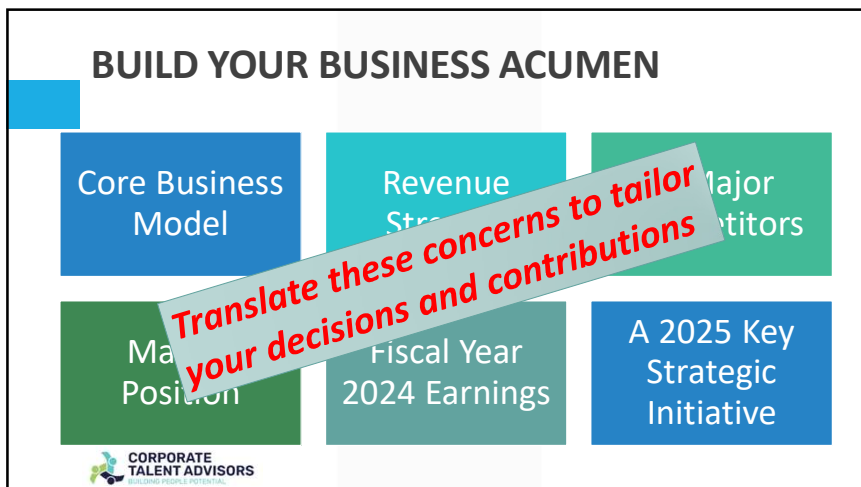 BUILD YOUR BUSINESS ACUMEN
Core Business
Model
Revenue
Major
Translate these concerns to tailor
your decisions and contributions
Position
Fiscal Year
2024 Earnings
A 2025 Key
Strategic
Initiative
CORPORATE
TALENT ADVISORS
BUILDING PEOPLE POTENTIAL